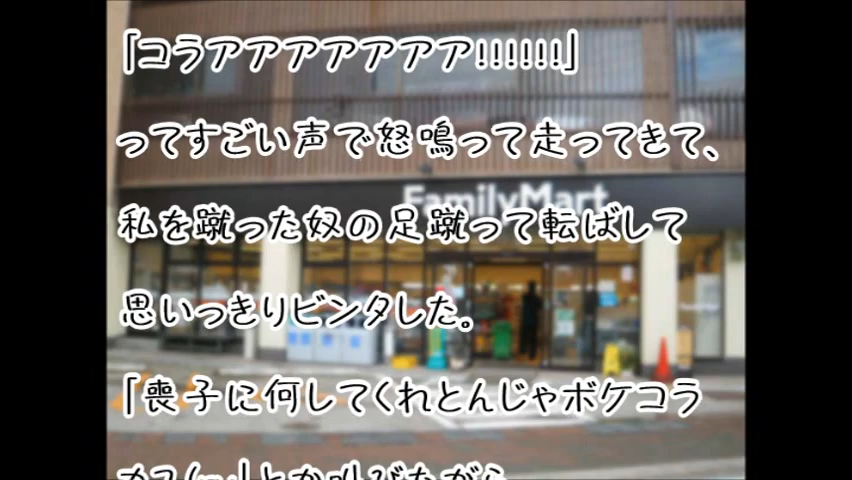 「コラアアアアアアア!!!!!!!」
ってすごい声で怒鳴って走ってきて、
FamilyMart
私を蹴った奴の足蹴って転ばして
思いっきりビンタした。
「喪子に何してくれとんじゃボケコラ